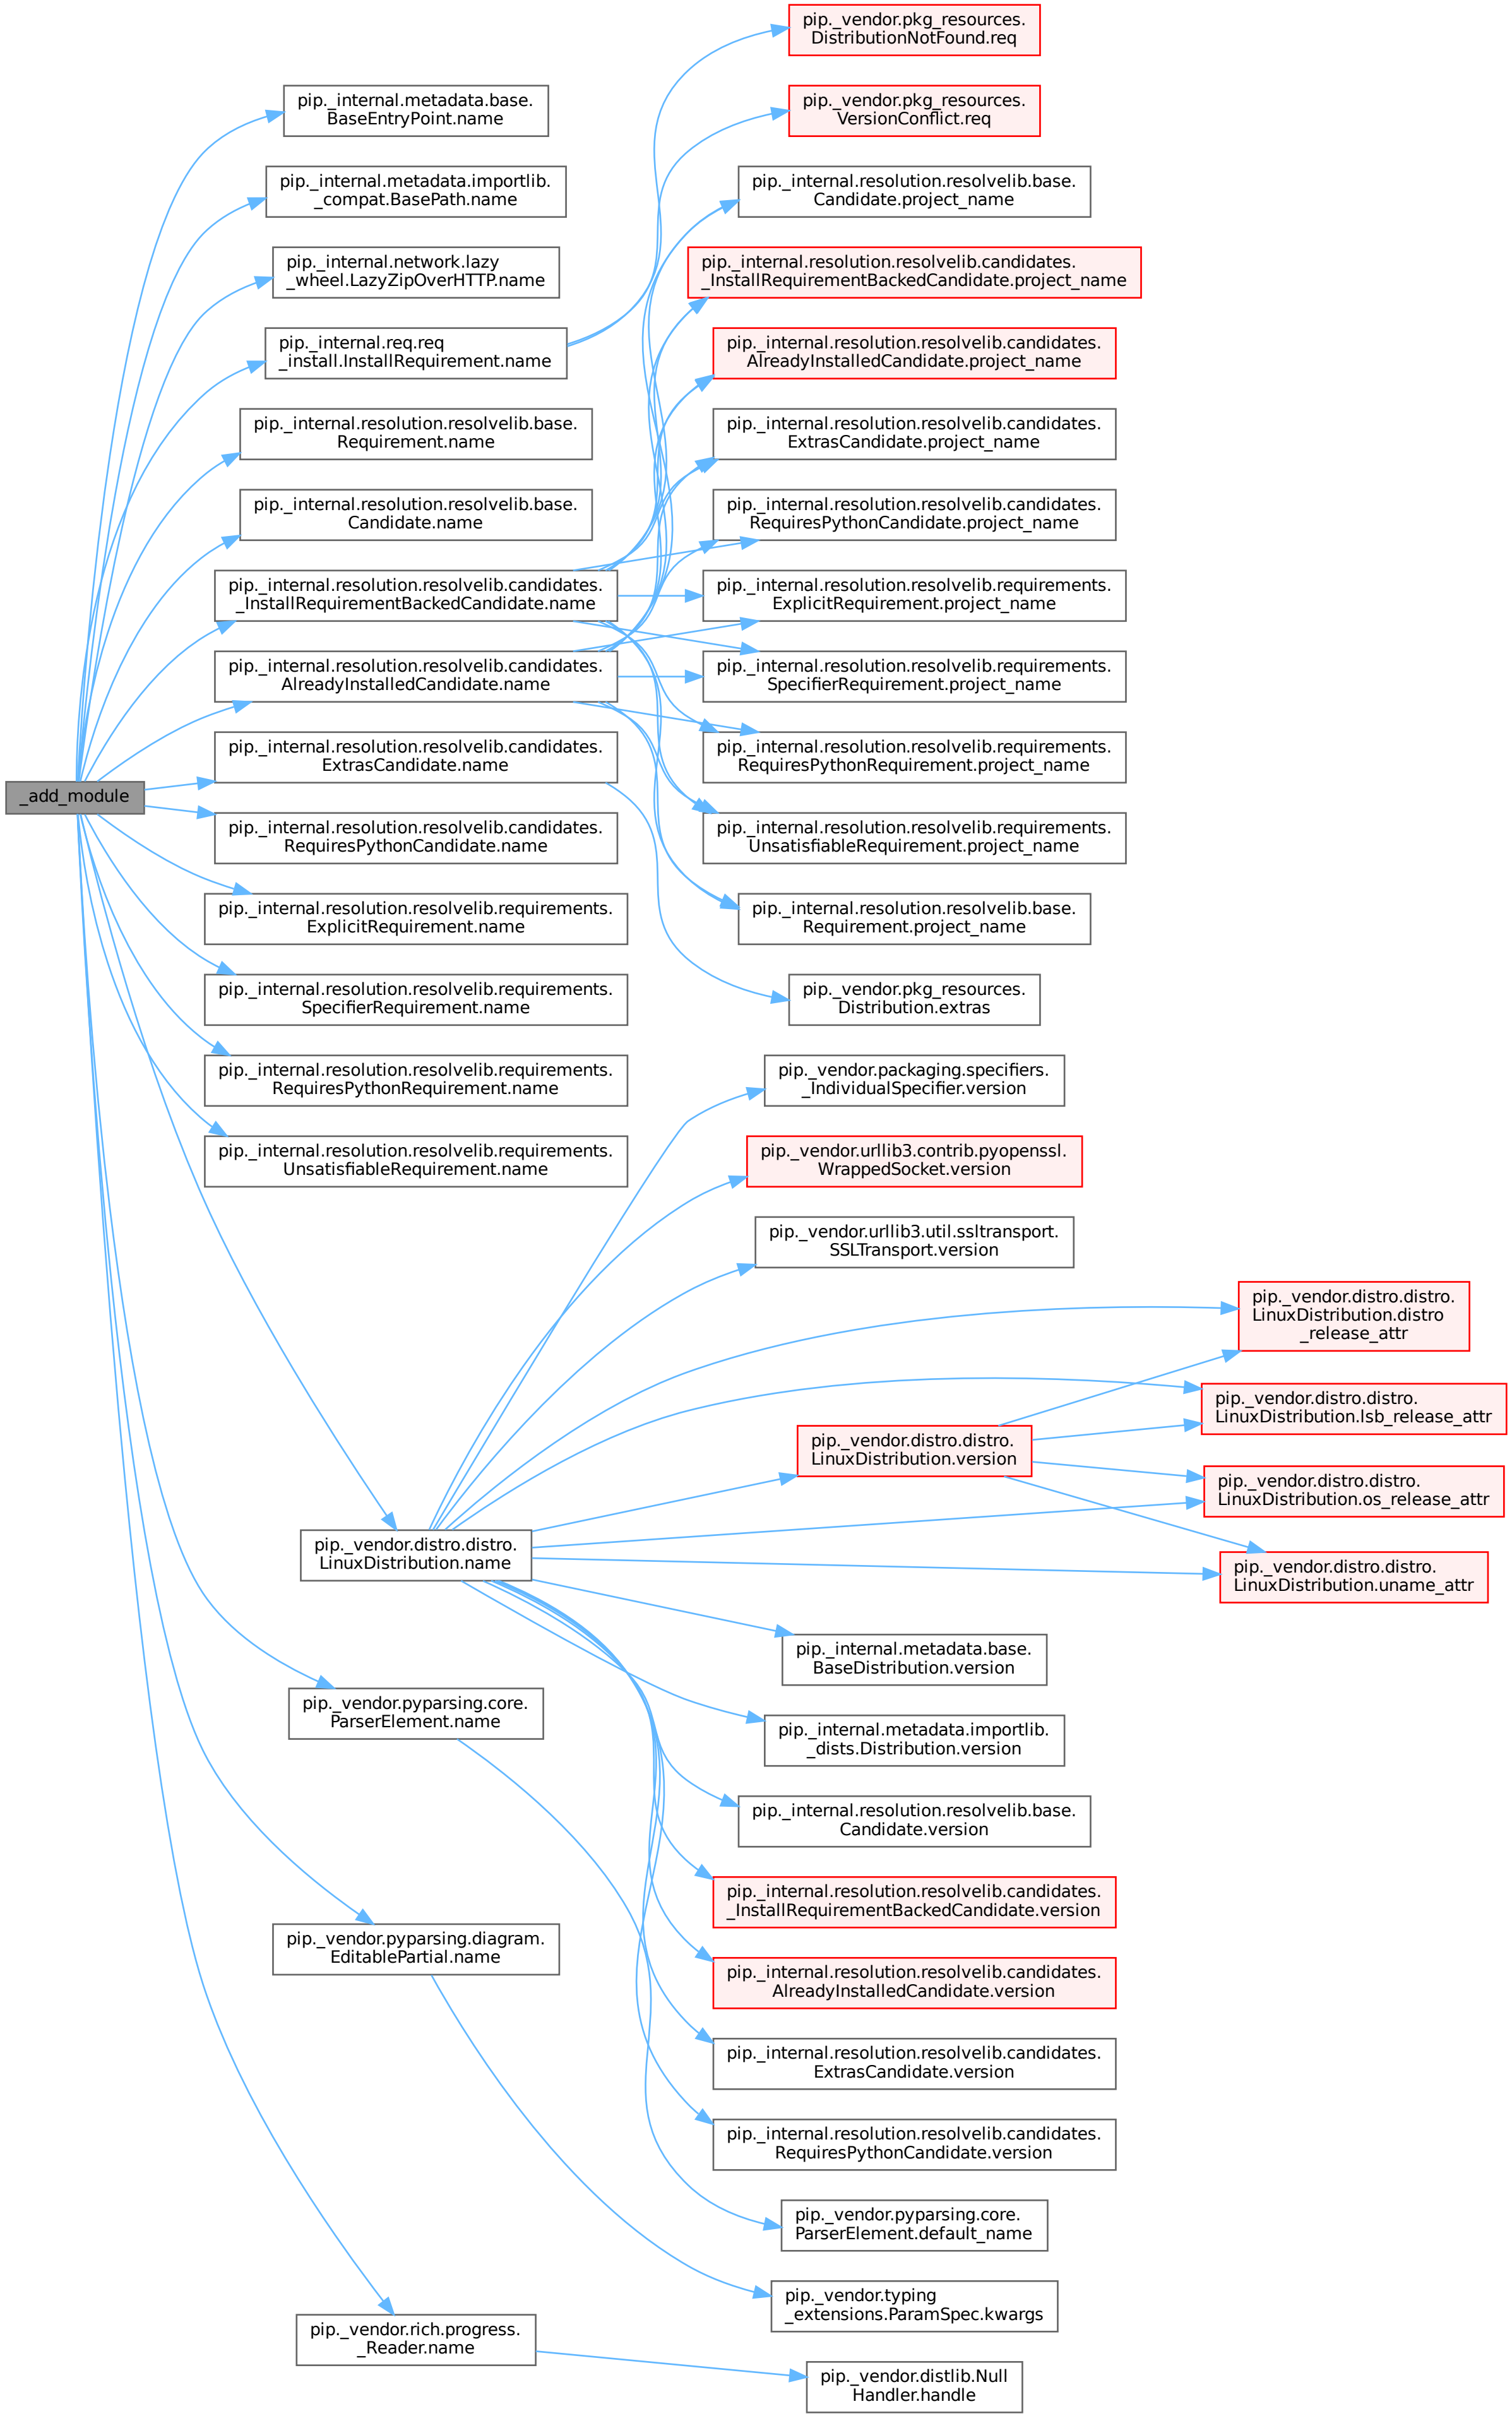 _add_module
pip._internal.metadata.base.
BaseEntryPoint.name
pip._internal.metadata.importlib.
_compat.BasePath.name
pip._internal.network.lazy
_wheel.LazyZipOverHTTP.name
pip._internal.req.req
_install.InstallRequirement.name
pip._internal.resolution.resolvelib.base.
Requirement.name
pip._internal.resolution.resolvelib.base.
Candidate.name
pip._internal.resolution.resolvelib.candidates.
_InstallRequirementBackedCandidate.name
pip._internal.resolution.resolvelib.candidates.
AlreadyInstalledCandidate.name
pip._internal.resolution.resolvelib.candidates.
ExtrasCandidate.name
pip._internal.resolution.resolvelib.candidates.
RequiresPythonCandidate.name
pip._internal.resolution.resolvelib.requirements.
ExplicitRequirement.name
pip._internal.resolution.resolvelib.requirements.
SpecifierRequirement.name
pip._internal.resolution.resolvelib.requirements.
RequiresPythonRequirement.name
pip._internal.resolution.resolvelib.requirements.
UnsatisfiableRequirement.name
pip._vendor.distro.distro.
LinuxDistribution.name
pip._vendor.pyparsing.core.
ParserElement.name
pip._vendor.pyparsing.diagram.
EditablePartial.name
pip._vendor.rich.progress.
_Reader.name
pip._vendor.pkg_resources.
DistributionNotFound.req
pip._vendor.pkg_resources.
VersionConflict.req
pip._internal.resolution.resolvelib.base.
Candidate.project_name
pip._internal.resolution.resolvelib.candidates.
_InstallRequirementBackedCandidate.project_name
pip._internal.resolution.resolvelib.candidates.
AlreadyInstalledCandidate.project_name
pip._internal.resolution.resolvelib.candidates.
ExtrasCandidate.project_name
pip._internal.resolution.resolvelib.candidates.
RequiresPythonCandidate.project_name
pip._internal.resolution.resolvelib.requirements.
ExplicitRequirement.project_name
pip._internal.resolution.resolvelib.requirements.
SpecifierRequirement.project_name
pip._internal.resolution.resolvelib.requirements.
RequiresPythonRequirement.project_name
pip._internal.resolution.resolvelib.requirements.
UnsatisfiableRequirement.project_name
pip._internal.resolution.resolvelib.base.
Requirement.project_name
pip._vendor.pkg_resources.
Distribution.extras
pip._vendor.packaging.specifiers.
_IndividualSpecifier.version
pip._vendor.urllib3.contrib.pyopenssl.
WrappedSocket.version
pip._vendor.urllib3.util.ssltransport.
SSLTransport.version
pip._vendor.distro.distro.
LinuxDistribution.version
pip._internal.metadata.base.
BaseDistribution.version
pip._internal.metadata.importlib.
_dists.Distribution.version
pip._internal.resolution.resolvelib.base.
Candidate.version
pip._internal.resolution.resolvelib.candidates.
_InstallRequirementBackedCandidate.version
pip._internal.resolution.resolvelib.candidates.
AlreadyInstalledCandidate.version
pip._internal.resolution.resolvelib.candidates.
ExtrasCandidate.version
pip._internal.resolution.resolvelib.candidates.
RequiresPythonCandidate.version
pip._vendor.pyparsing.core.
ParserElement.default_name
pip._vendor.typing
_extensions.ParamSpec.kwargs
pip._vendor.distlib.Null
Handler.handle
pip._vendor.distro.distro.
LinuxDistribution.distro
_release_attr
pip._vendor.distro.distro.
LinuxDistribution.lsb_release_attr
pip._vendor.distro.distro.
LinuxDistribution.os_release_attr
pip._vendor.distro.distro.
LinuxDistribution.uname_attr